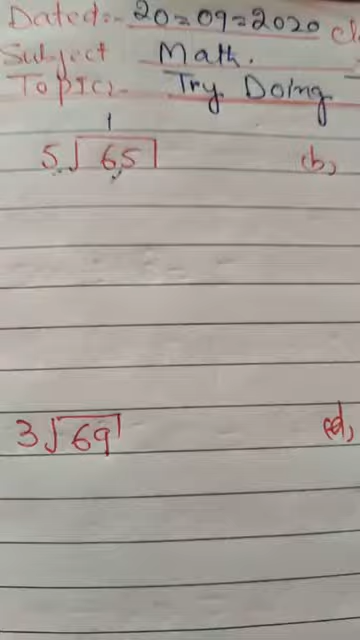 Dated:- 20=09=2020
Subject Math.
Topic:- Try Doing
1
5√65 (b)
3√69 (d)